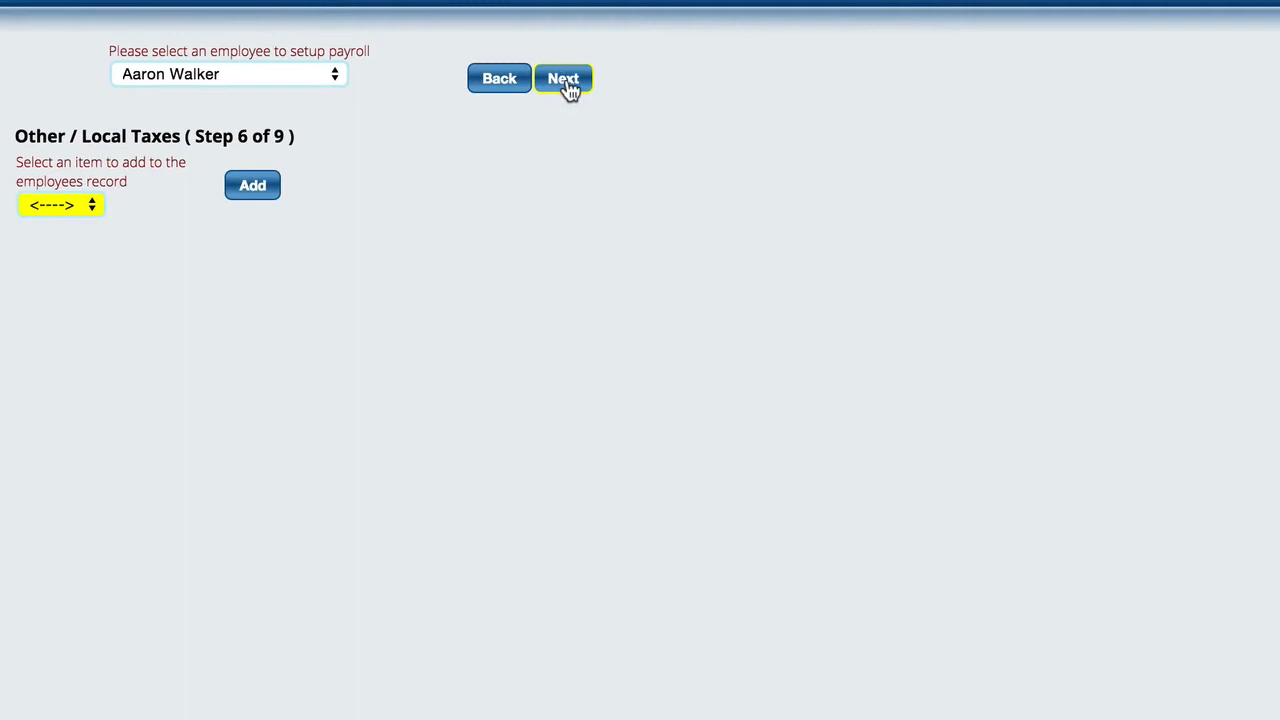 Please select an employee to setup payroll
Aaron Walker
Back
Next
Other / Local Taxes ( Step 6 of 9 )
Select an item to add to the
employees record
Add
<---->